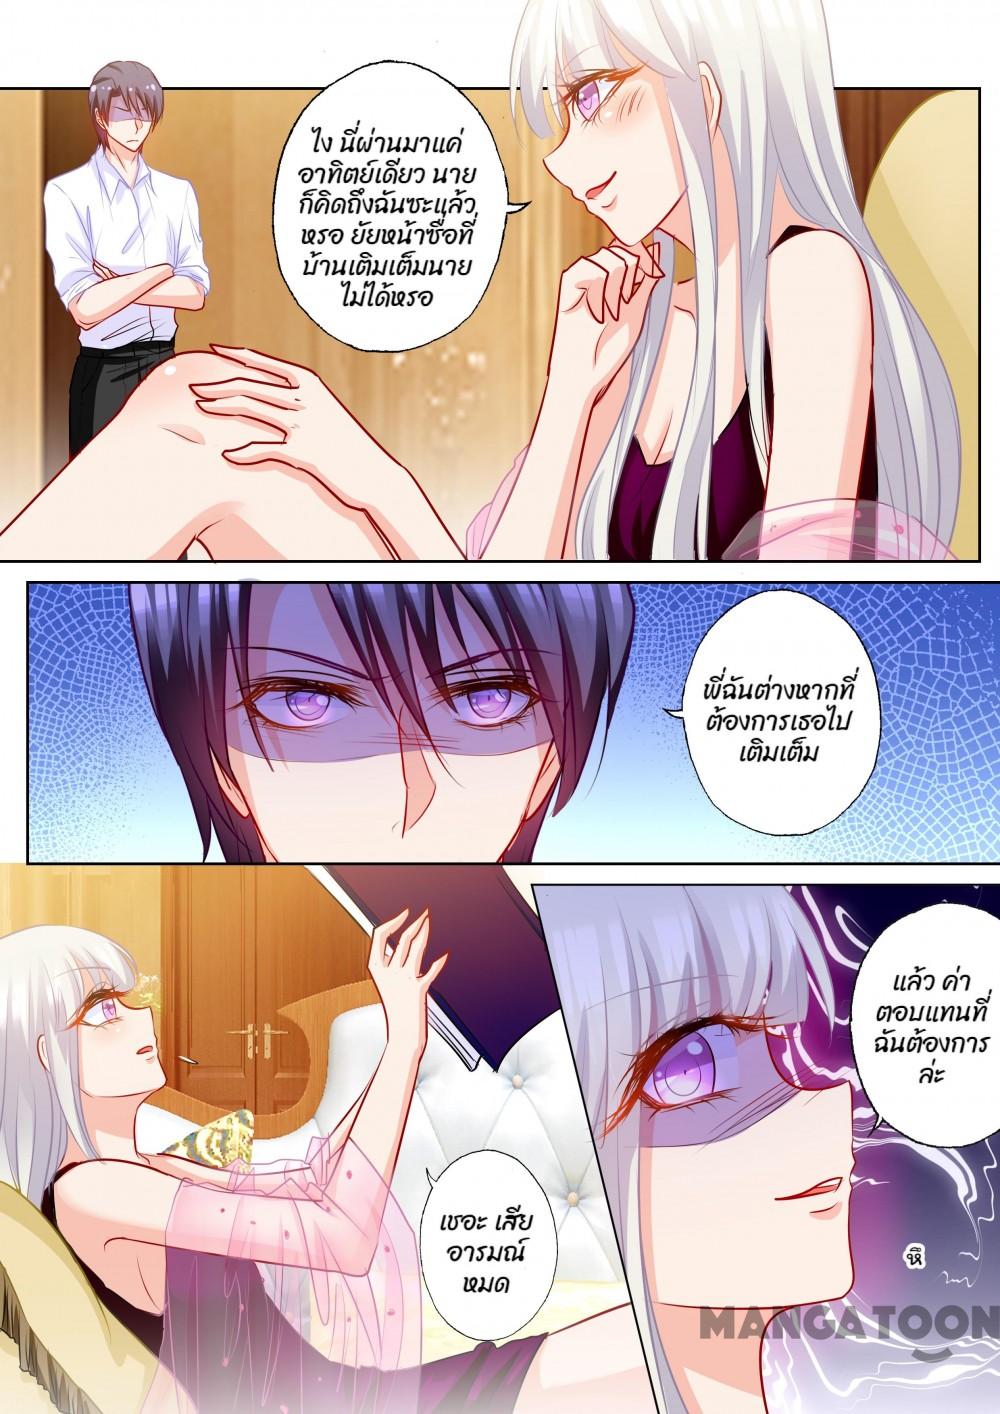 ไง นี่ผ่านมาแค่
อาทิตย์เดียว นาย
ก็คิดถึงฉันซะแล้ว
หรอ ยัยหน้าซื่อที่
บ้านเติมเต็มนาย
ไม่ได้หรอ
พี่ฉันต่างหากที่
ต้องการเธอไป
เติมเต็ม
เชอะ เสีย
อารมณ์
หมด
แล้ว ค่า
ตอบแทนที่
ฉันต้องการ
ล่ะ
หึ
MANGATOON